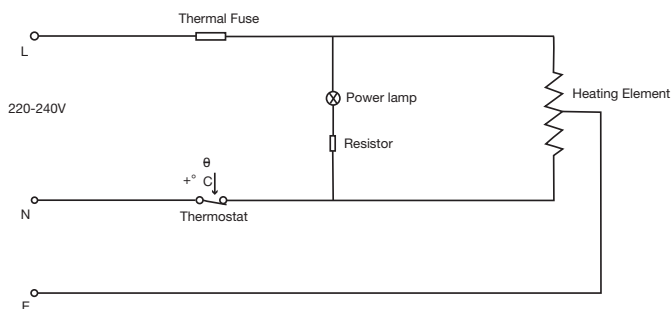 Thermal Fuse
L
Heating Element
Power lamp
220-240V
Resistor
θ
+° C
N
Thermostat
E